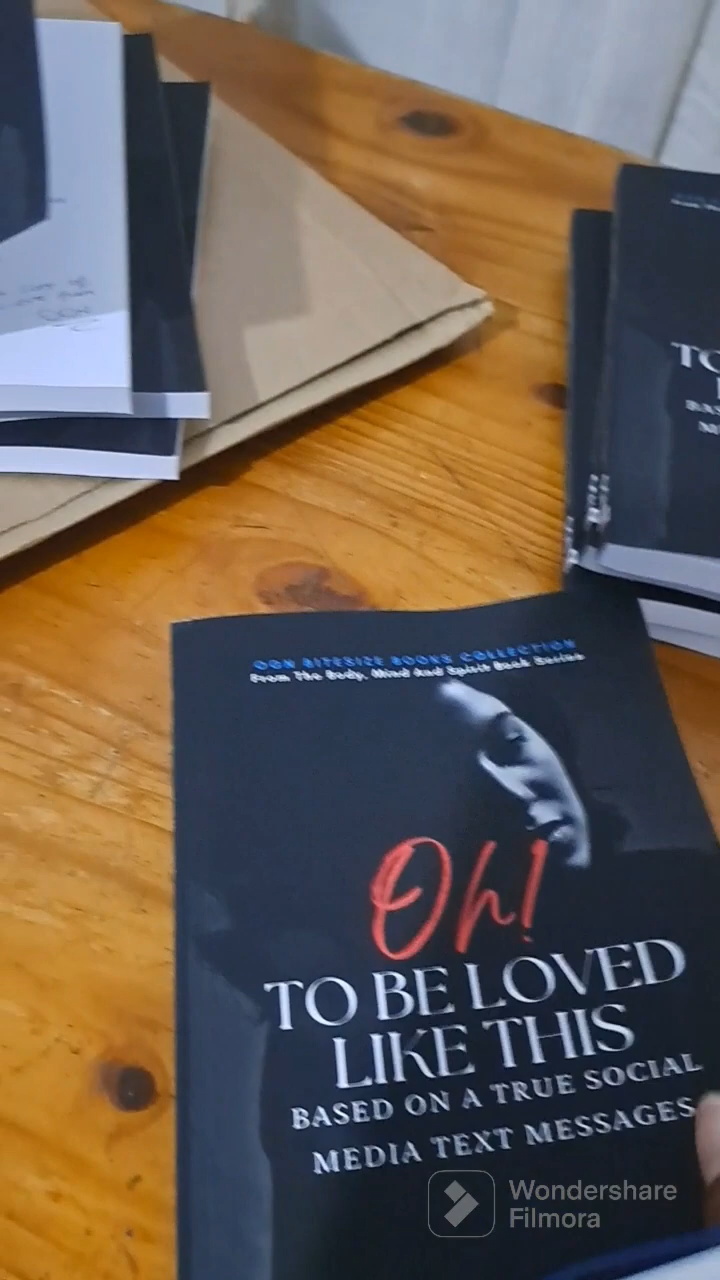 OGN BITESIZE BOOKS COLLECTION
From The Body, Mind And Spirit Book Series
Oh!
TO BE LOVED
LIKE THIS
BASED ON A TRUE SOCIAL
MEDIA TEXT MESSAGES
Wondershare
Filmora